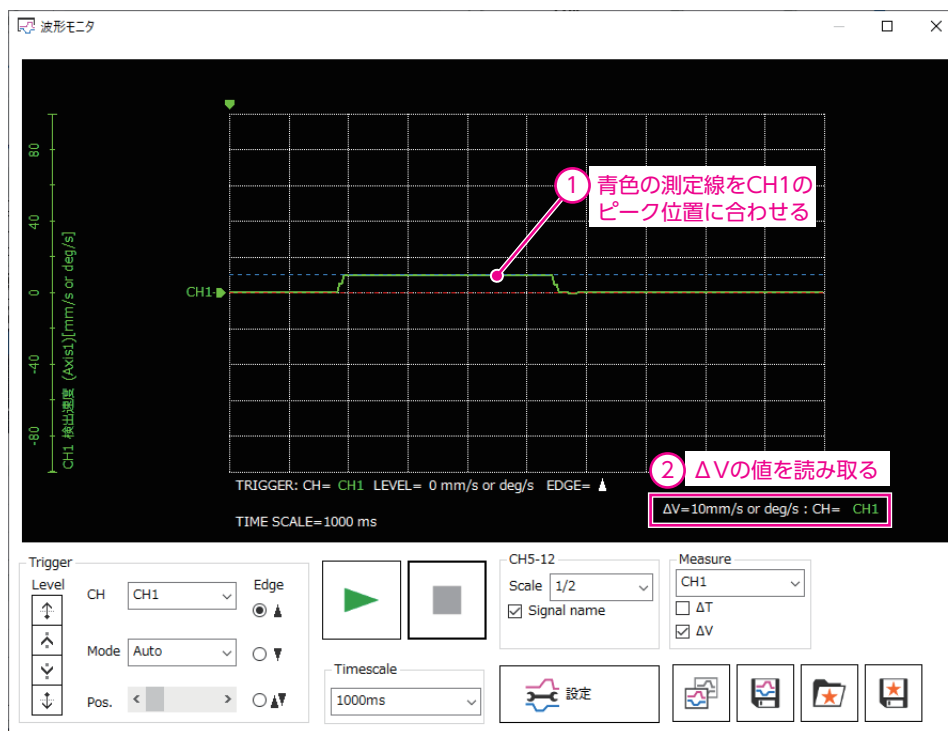 波形モニタ
80
40
0
-40
-80
CH1 検出速度 (Axis1)[mm/s or deg/s]
CH1
1 青色の測定線をCH1の
ピーク位置に合わせる
2 ΔVの値を読み取る
TRIGGER: CH= CH1 LEVEL= 0 mm/s or deg/s EDGE=
ΔV=10mm/s or deg/s : CH= CH1
TIME SCALE=1000 ms
Trigger
Level
CH
CH1
Edge
Mode
Auto
Pos.
Timescale
1000ms
CH5-12
Scale
1/2
Signal name
設定
Measure
CH1
ΔT
ΔV